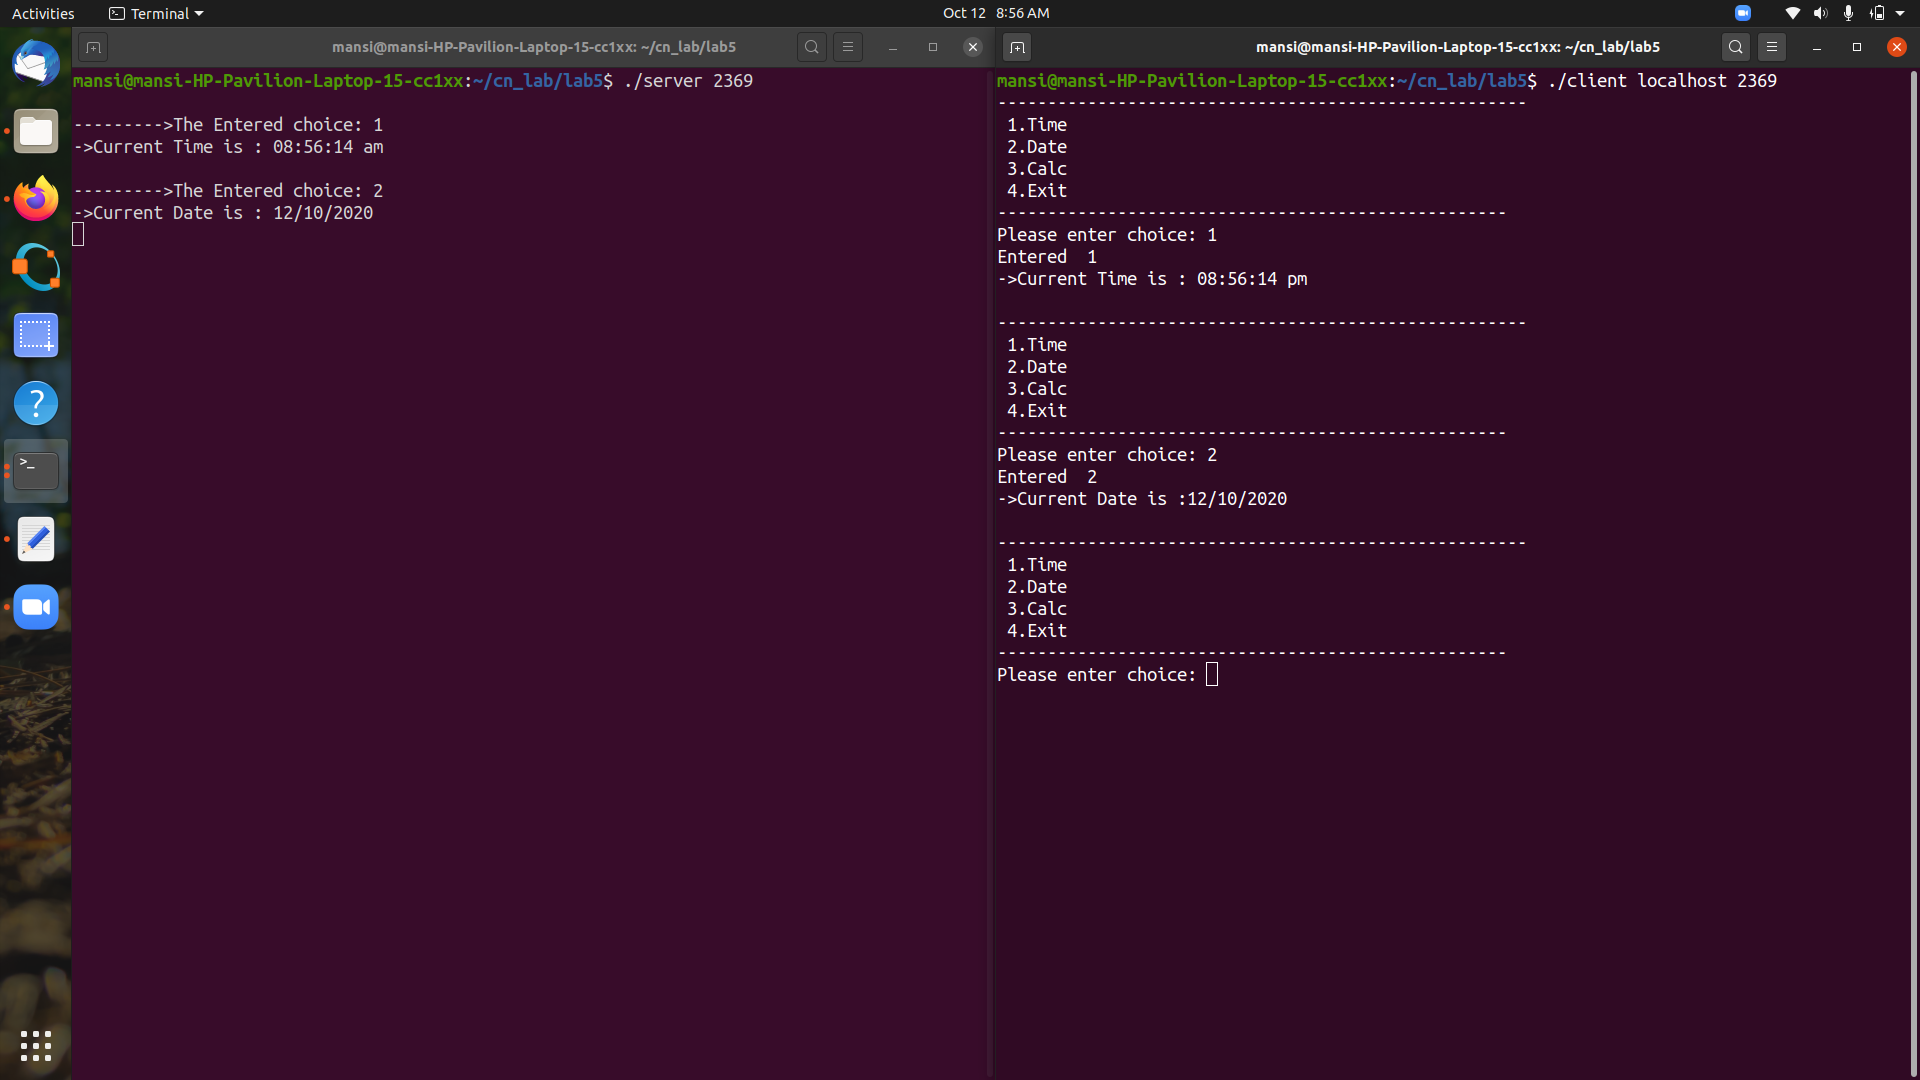 Activities
Terminal
Oct 12 8:56 AM
mansi@mansi-HP-Pavilion-Laptop-15-cc1xx: ~/cn_lab/lab5
mansi@mansi-HP-Pavilion-Laptop-15-cc1xx:~/cn_lab/lab5$ ./server 2369
--------->The Entered choice: 1
->Current Time is : 08:56:14 am
--------->The Entered choice: 2
->Current Date is : 12/10/2020
mansi@mansi-HP-Pavilion-Laptop-15-cc1xx: ~/cn_lab/lab5
mansi@mansi-HP-Pavilion-Laptop-15-cc1xx:~/cn_lab/lab5$ ./client localhost 2369
-----------------------------------------------------
1.Time
2.Date
3.Calc
4.Exit
---------------------------------------------------
Please enter choice: 1
Entered  1
->Current Time is : 08:56:14 pm
-----------------------------------------------------
1.Time
2.Date
3.Calc
4.Exit
---------------------------------------------------
Please enter choice: 2
Entered  2
->Current Date is :12/10/2020
-----------------------------------------------------
1.Time
2.Date
3.Calc
4.Exit
---------------------------------------------------
Please enter choice: